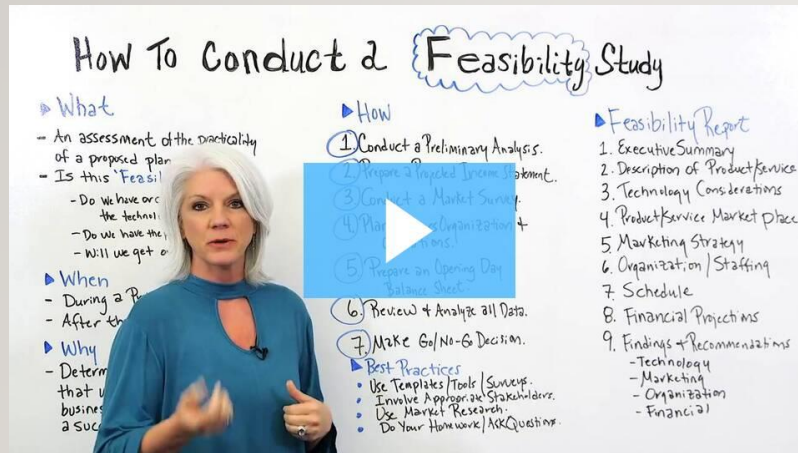 How To Conduct a Feasibility Study
What
- An assessment of the practicality
of a proposed plan
- Is this "Feasi
- Do we have or
the technol
- Do we have the
- Will we get o
When
- During a P
- After th
Why
- Determ
that
busines
a suc
How
1. Conduct a Preliminary Analysis.
2. Prepare a Projected Income Statement.
3. Conduct a Market Survey.
4. Plan Organization &
5. Prepare an Opening Day
Balance Sheet.
6. Review & Analyze all Data.
7. Make Go/No-Go Decision.
Best Practices
• Use Templates/Tools/Surveys.
• Involve Appropriate Stakeholders.
• Use Market Research.
• Do Your Homework/Ask Questions.
Feasibility Report
1. Executive Summary
2. Description of Product/Service
3. Technology Considerations
4. Product/Service Market place
5. Marketing Strategy
6. Organization/Staffing
7. Schedule
8. Financial Projections
9. Findings & Recommendations
- Technology
- Marketing
- Organization
- Financial